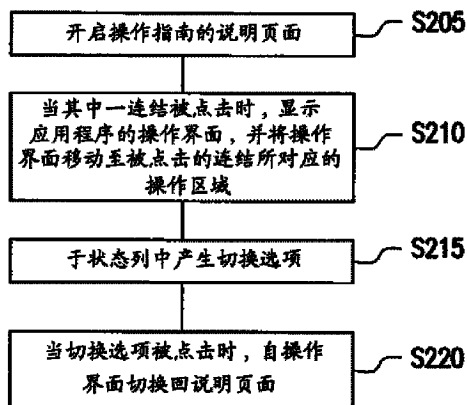 开启操作指南的说明页面
S205
当其中一连结被点击时，显示
应用程序的操作界面，并将操作
界面移动至被点击的连结所对应的
操作区域
S210
于状态列中产生切换选项
S215
当切换选项被点击时，自操作
界面切换回说明页面
S220